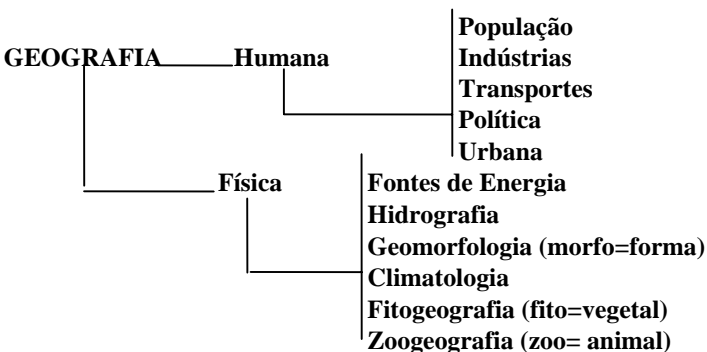 População
GEOGRAFIA Humana Indústrias
Transportes
Política
Urbana
Física Fontes de Energia
Hidrografia
Geomorfologia (morfo=forma)
Climatologia
Fitogeografia (fito=vegetal)
Zoogeografia (zoo= animal)